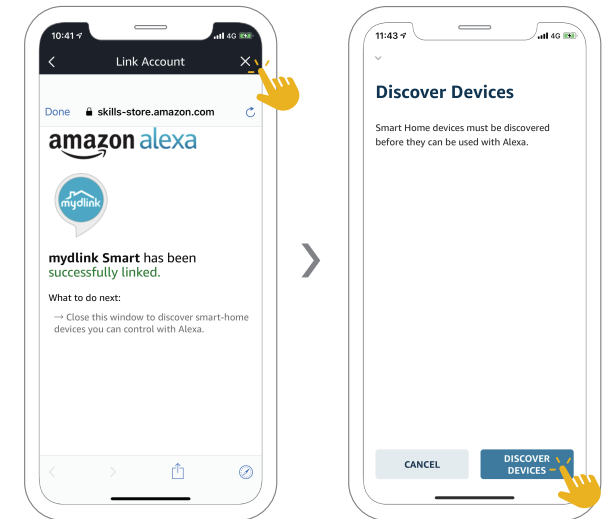 10:41 4G
Link Account
Done skills-store.amazon.com
amazon alexa
mydlink
mydlink Smart has been
successfully linked.
What to do next:
→ Close this window to discover smart-home
devices you can control with Alexa.
11:43 4G
Discover Devices
Smart Home devices must be discovered
before they can be used with Alexa.
CANCEL
DISCOVER
DEVICES